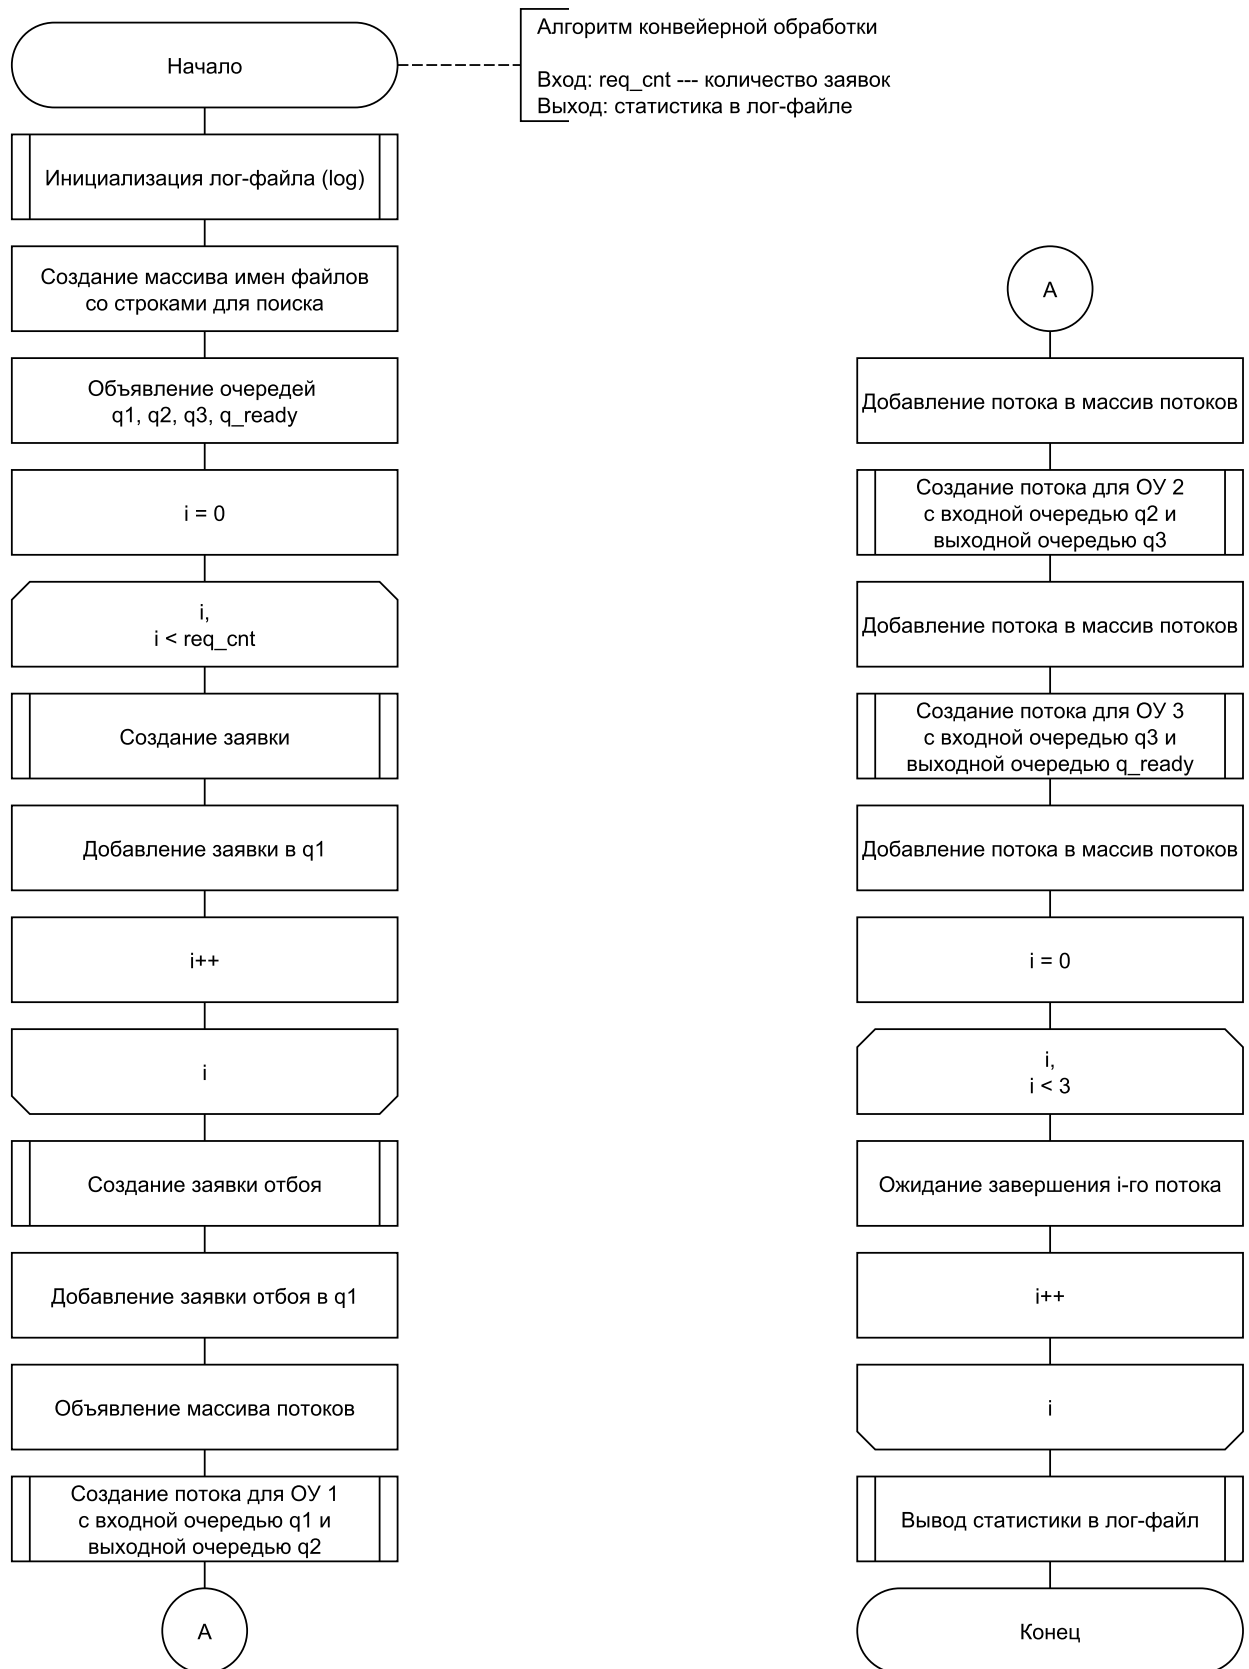 Начало
Алгоритм конвейерной обработки
Вход: req_cnt --- количество заявок
Выход: статистика в лог-файле
Инициализация лог-файла (log)
Создание массива имен файлов
со строками для поиска
Объявление очередей
q1, q2, q3, q_ready
i = 0
i,
i < req_cnt
Создание заявки
Добавление заявки в q1
i++
i
Создание заявки отбоя
Добавление заявки отбоя в q1
Объявление массива потоков
Создание потока для ОУ 1
с входной очередью q1 и
выходной очередью q2
А
А
Добавление потока в массив потоков
Создание потока для ОУ 2
с входной очередью q2 и
выходной очередью q3
Добавление потока в массив потоков
Создание потока для ОУ 3
с входной очередью q3 и
выходной очередью q_ready
Добавление потока в массив потоков
i = 0
i,
i < 3
Ожидание завершения i-го потока
i++
i
Вывод статистики в лог-файл
Конец